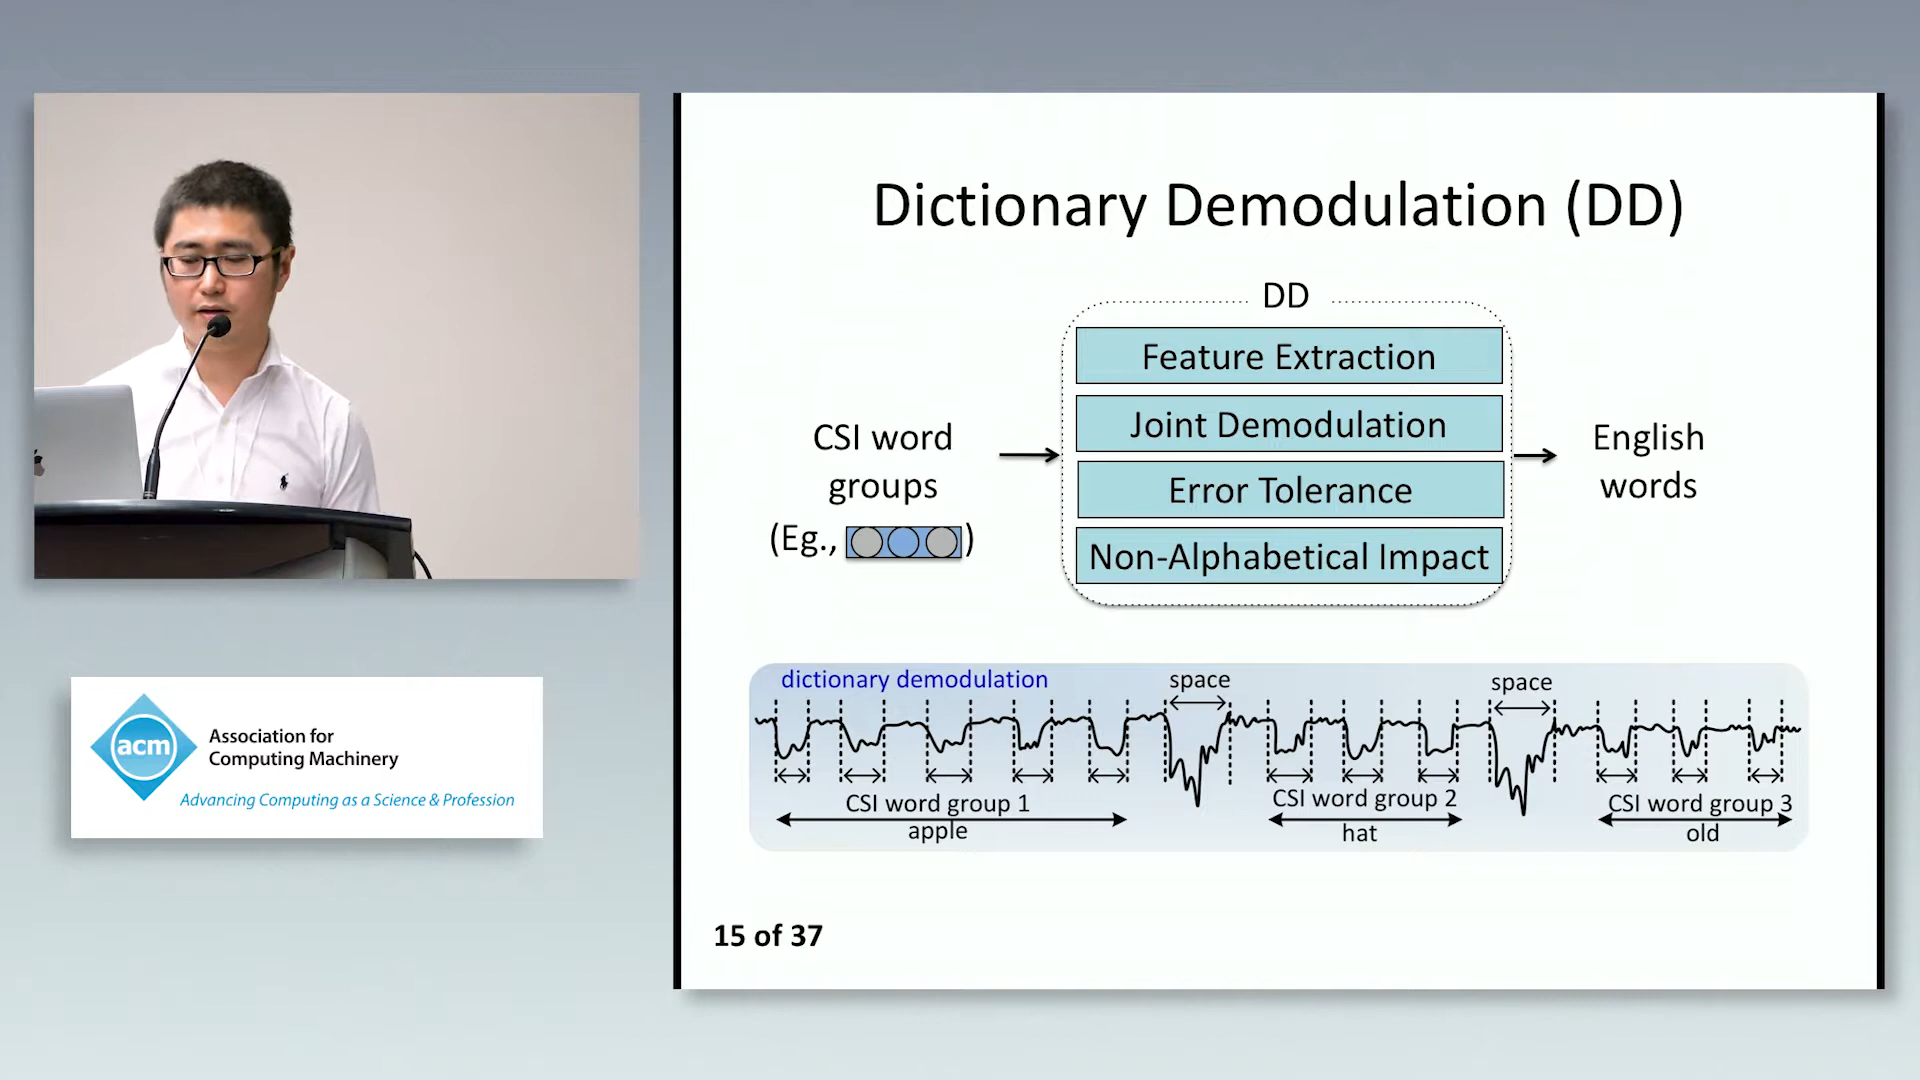 Dictionary Demodulation (DD)
DD
Feature Extraction
Joint Demodulation
Error Tolerance
Non-Alphabetical Impact
CSI word
groups
(Eg., )
English
words
dictionary demodulation
space
space
CSI word group 1
apple
CSI word group 2
hat
CSI word group 3
old
15 of 37
acm
Association for
Computing Machinery
Advancing Computing as a Science & Profession